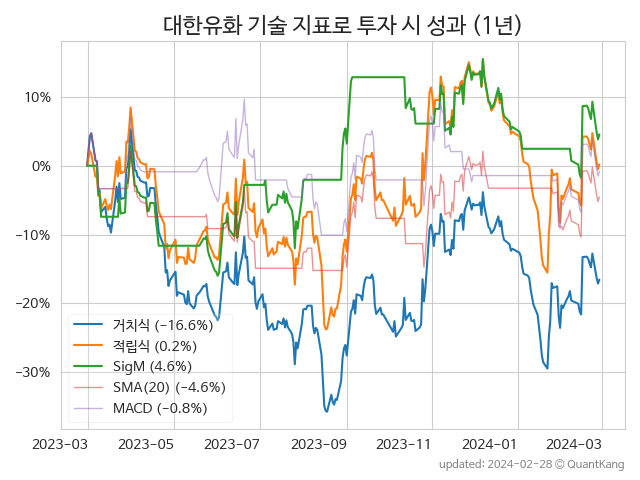 대한유화 기술 지표로 투자 시 성과 (1년)
10%
0%
−10%
−20%
−30%
거치식 (−16.6%)
적립식 (0.2%)
SigM (4.6%)
SMA(20) (−4.6%)
MACD (−0.8%)
2023-03
2023-05
2023-07
2023-09
2023-11
2024-01
2024-03
updated: 2024-02-28 © QuantKang